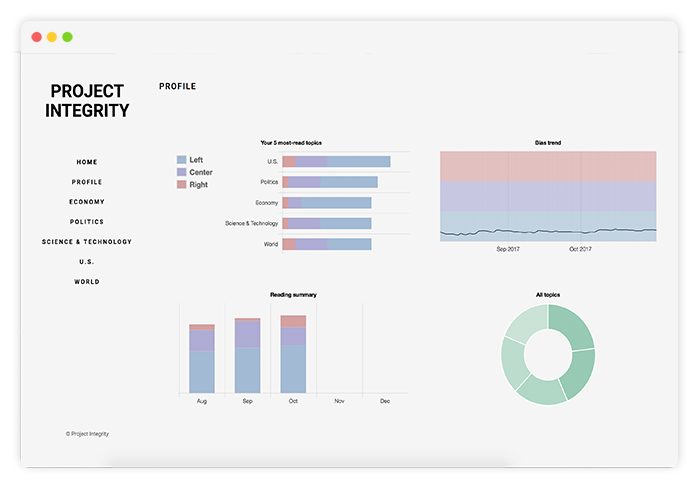 PROJECT
INTEGRITY
HOME
PROFILE
ECONOMY
POLITICS
SCIENCE & TECHNOLOGY
U.S.
WORLD
© Project Integrity
PROFILE
Your 5 most-read topics
Left
Center
Right
U.S.
Politics
Economy
Science & Technology
World
Bias trend
Sep 2017
Oct 2017
Reading summary
Aug
Sep
Oct
Nov
Dec
All topics